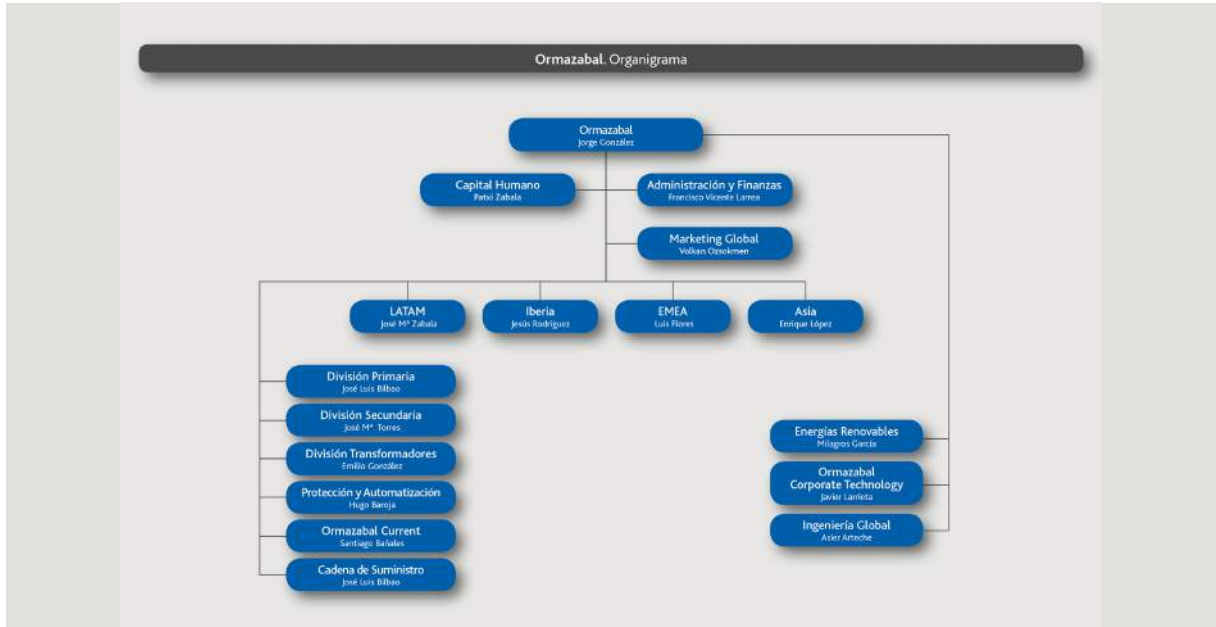 Ormazabal. Organigrama
Ormazabal
Jorge González
Capital Humano
Patxi Zabala
Administración y Finanzas
Francisco Vicente Larrea
Marketing Global
Volkan Ozsokmen
LATAM
José Mª Zabala
Iberia
Jesús Rodríguez
EMEA
Luis Flores
Asia
Enrique López
División Primaria
José Luis Bilbao
División Secundaria
José Mª Torres
División Transformadores
Emilio González
Protección y Automatización
Hugo Baroja
Ormazabal Current
Santiago Bañales
Cadena de Suministro
José Luis Bilbao
Energías Renovables
Milagros García
Ormazabal
Corporate Technology
Javier Larrieta
Ingeniería Global
Asier Arteche